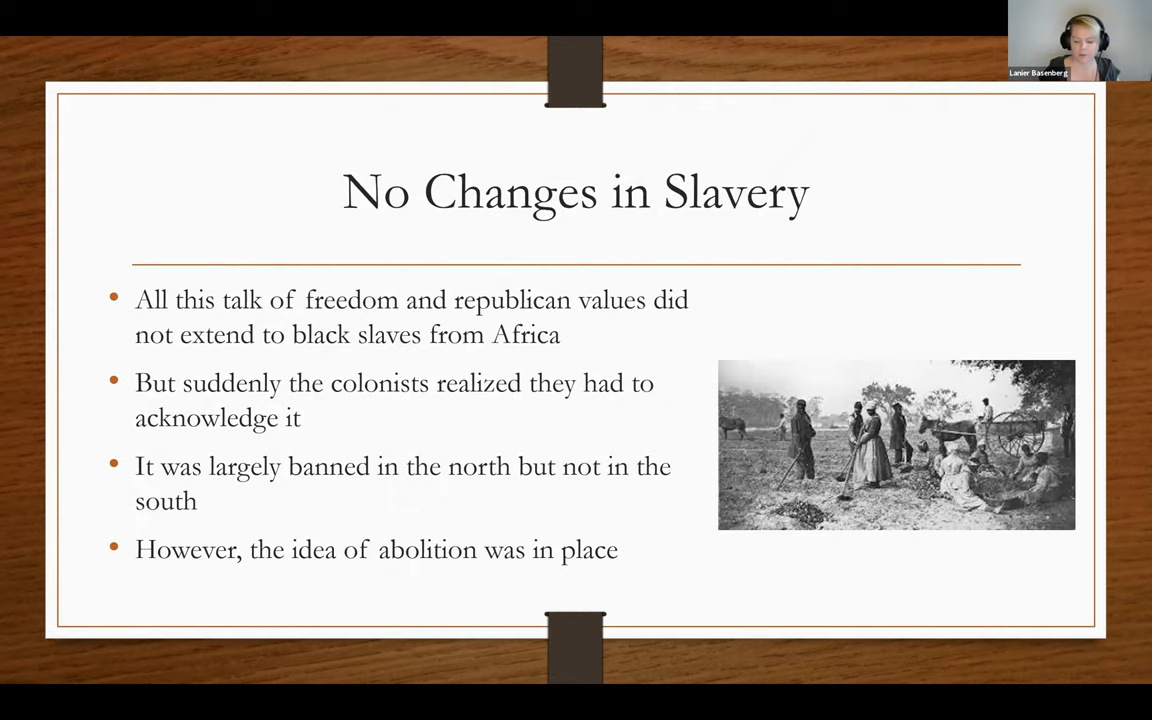 Lanier Basenberg
No Changes in Slavery
• All this talk of freedom and republican values did
not extend to black slaves from Africa
• But suddenly the colonists realized they had to
acknowledge it
• It was largely banned in the north but not in the
south
• However, the idea of abolition was in place